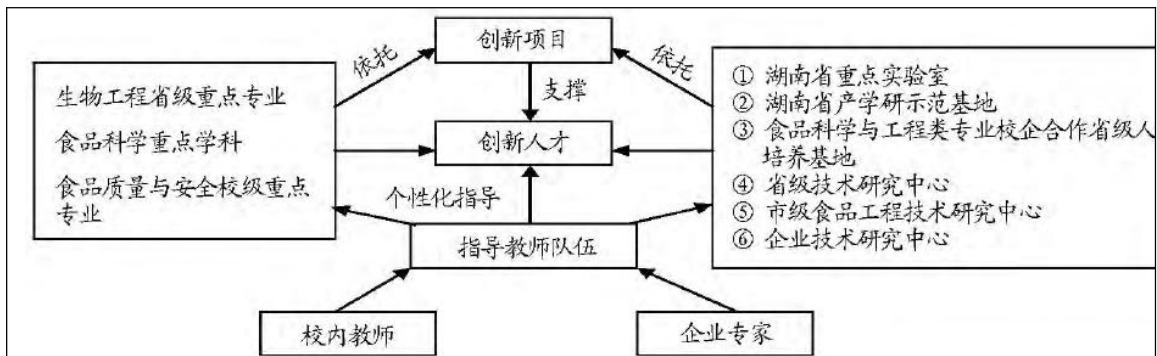 创新项目
依托
依托
生物工程省级重点专业
食品科学重点学科
食品质量与安全校级重点
专业
支撑
创新人才
① 湖南省重点实验室
② 湖南省产学研示范基地
③ 食品科学与工程类专业校企合作省级人
培养基地
④ 省级技术研究中心
⑤ 市级食品工程技术研究中心
⑥ 企业技术研究中心
个性化指导
指导教师队伍
校内教师
企业专家